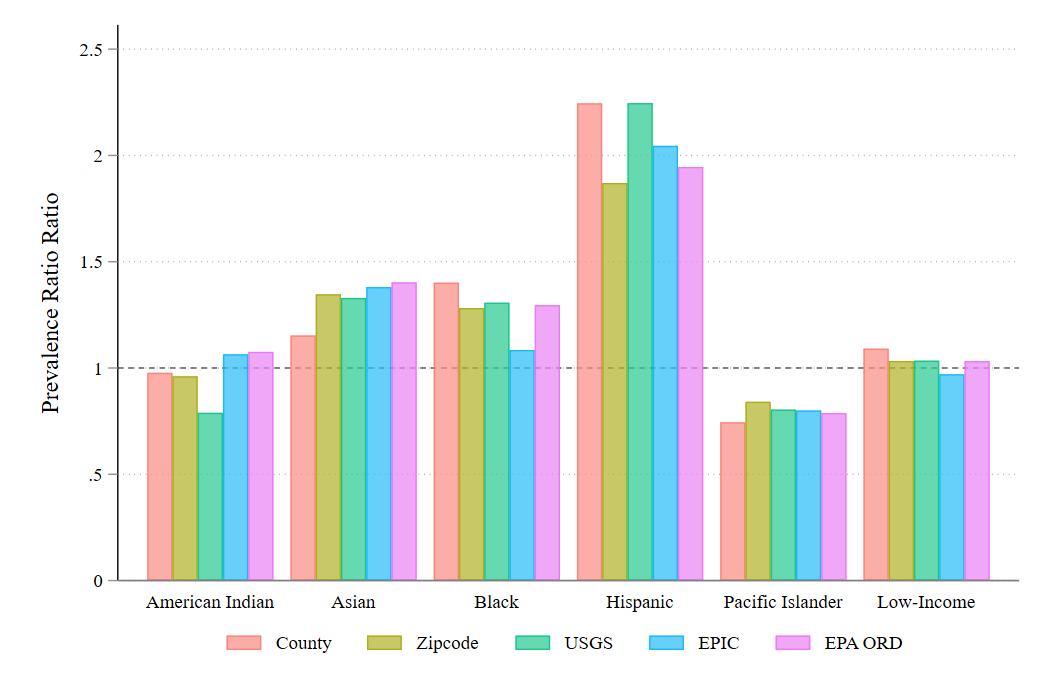 Prevalence Ratio Ratio
2.5
2
1.5
1
.5
0
American Indian Asian Black Hispanic Pacific Islander Low-Income
County Zipcode USGS EPIC EPA ORD